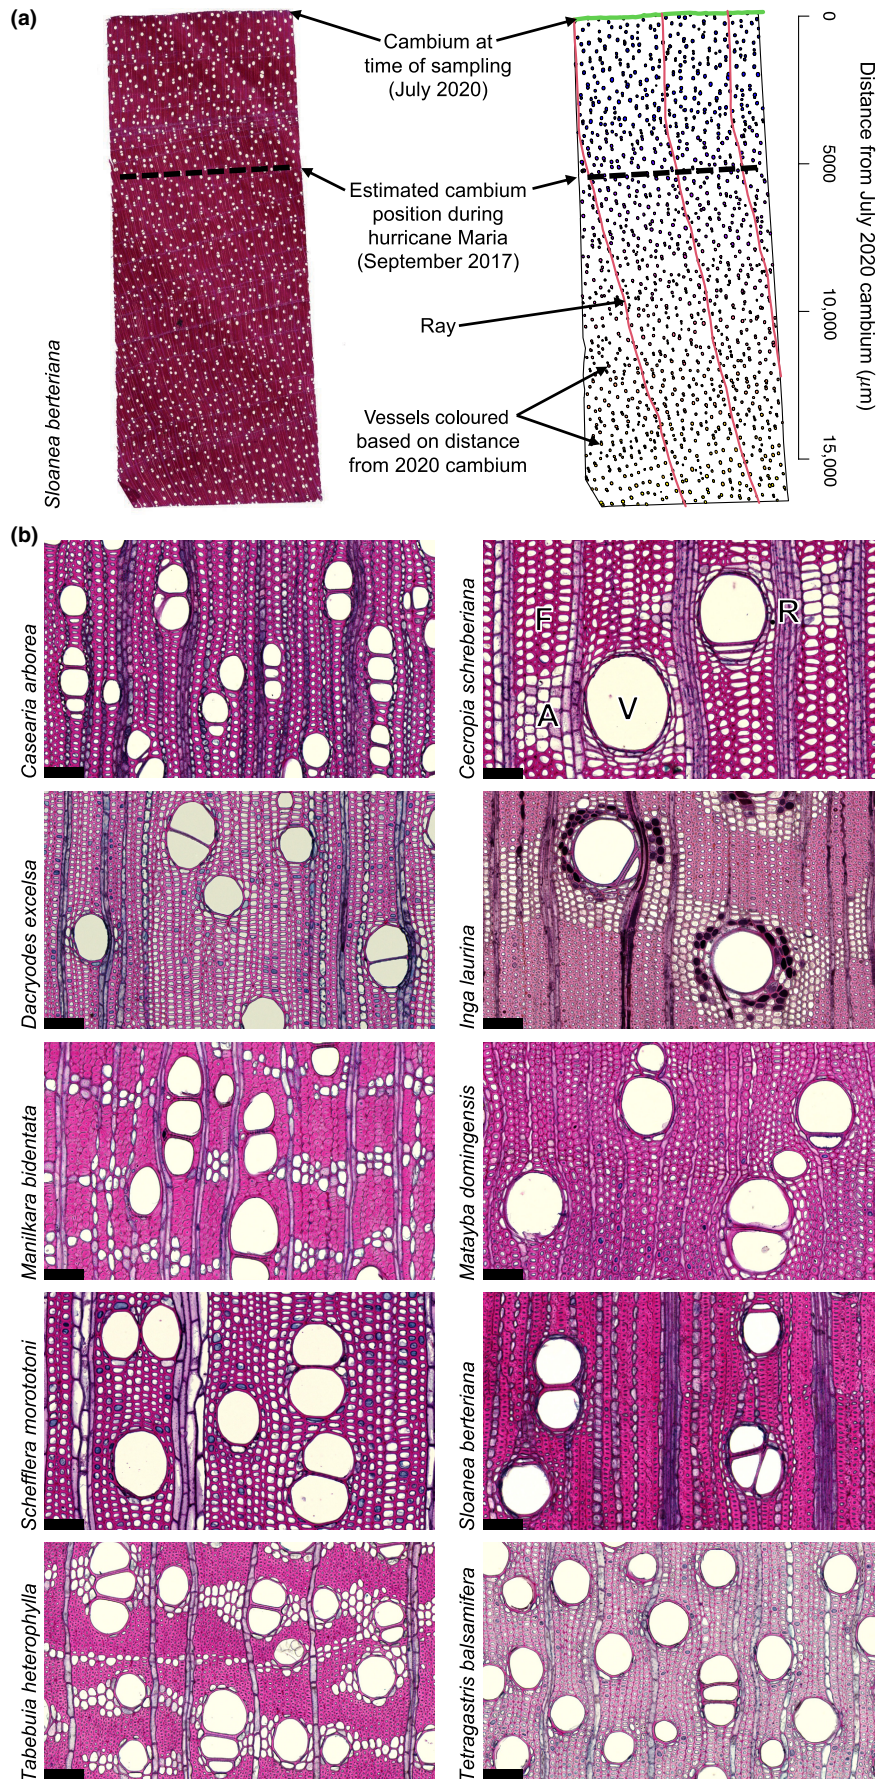 (a)
Cambium at
time of sampling
(July 2020)
Estimated cambium
position during
hurricane Maria
(September 2017)
Ray
Vessels coloured
based on distance
from 2020 cambium
Sloanea berteriana
0
5000
10,000
15,000
Distance from July 2020 cambium (μm)
(b)
Casearia arborea
Cecropia schreberiana
F
R
A
V
Dacryodes excelsa
Inga laurina
Manilkara bidentata
Matayba domingensis
Schefflera morototoni
Sloanea berteriana
Tabebuia heterophylla
Tetragastris balsamifera